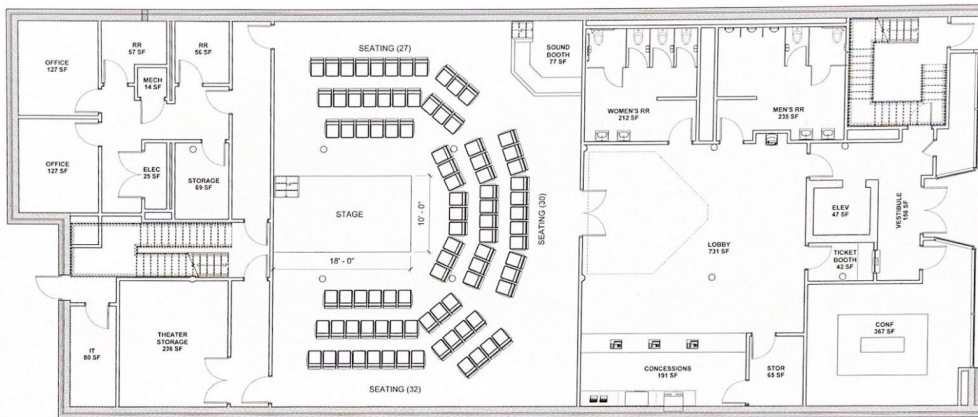 OFFICE
127 SF
RR
57 SF
RR
56 SF
MECH
14 SF
OFFICE
127 SF
ELEC
25 SF
STORAGE
69 SF
IT
80 SF
THEATER
STORAGE
236 SF
SEATING (27)
STAGE
10' - 0"
18' - 0"
SEATING (30)
SEATING (32)
SOUND
BOOTH
77 SF
WOMEN'S RR
212 SF
MEN'S RR
235 SF
LOBBY
731 SF
ELEV
47 SF
VESTIBULE
156 SF
TICKET
BOOTH
42 SF
CONCESSIONS
191 SF
STOR
65 SF
CONF
367 SF